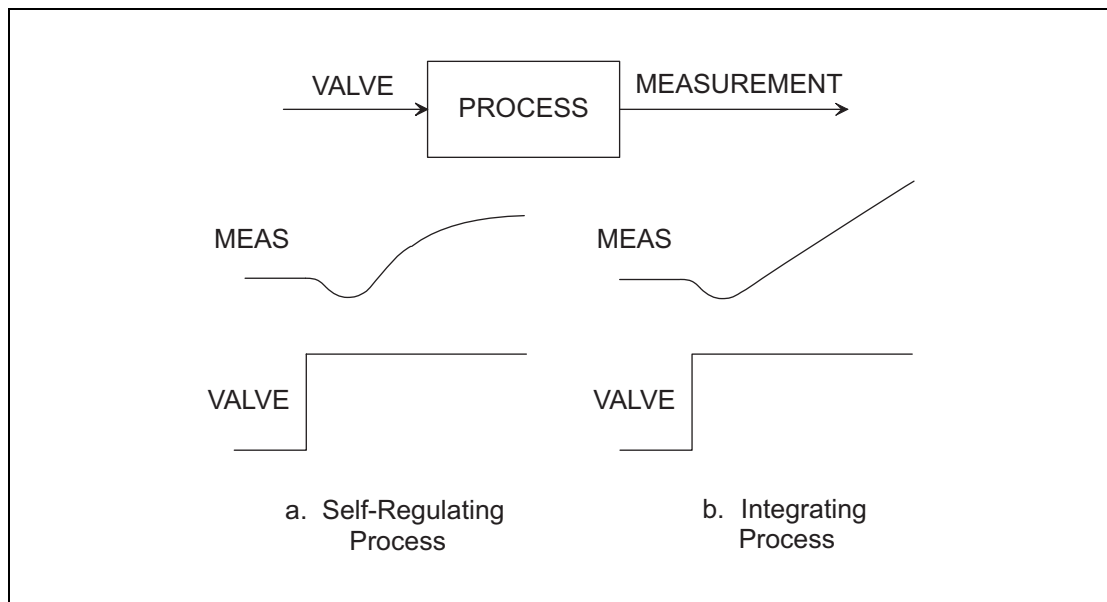 VALVE
PROCESS
MEASUREMENT
MEAS
MEAS
VALVE
VALVE
a. Self-Regulating
Process
b. Integrating
Process